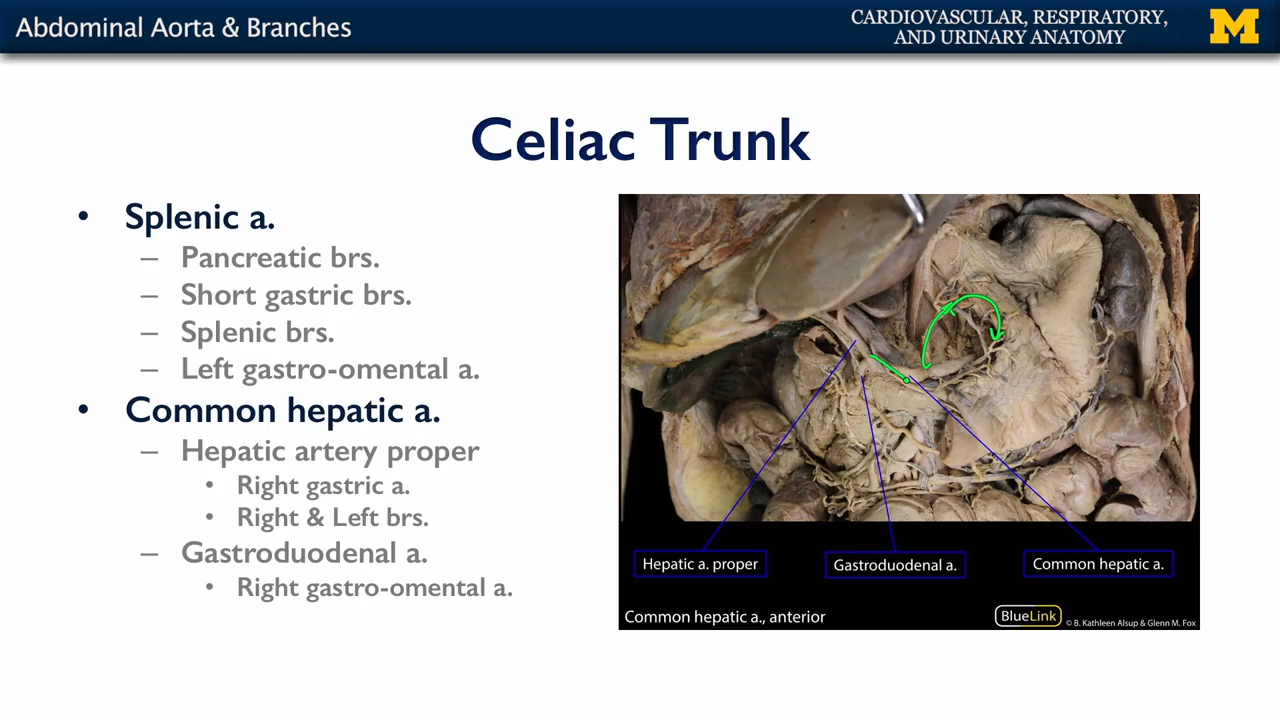 Abdominal Aorta & Branches
CARDIOVASCULAR, RESPIRATORY,
AND URINARY ANATOMY
M
Celiac Trunk
• Splenic a.
– Pancreatic brs.
– Short gastric brs.
– Splenic brs.
– Left gastro-omental a.
• Common hepatic a.
– Hepatic artery proper
• Right gastric a.
• Right & Left brs.
– Gastroduodenal a.
• Right gastro-omental a.
Hepatic a. proper
Gastroduodenal a.
Common hepatic a.
Common hepatic a., anterior
BlueLink
© B. Kathleen Alsup & Glenn M. Fox